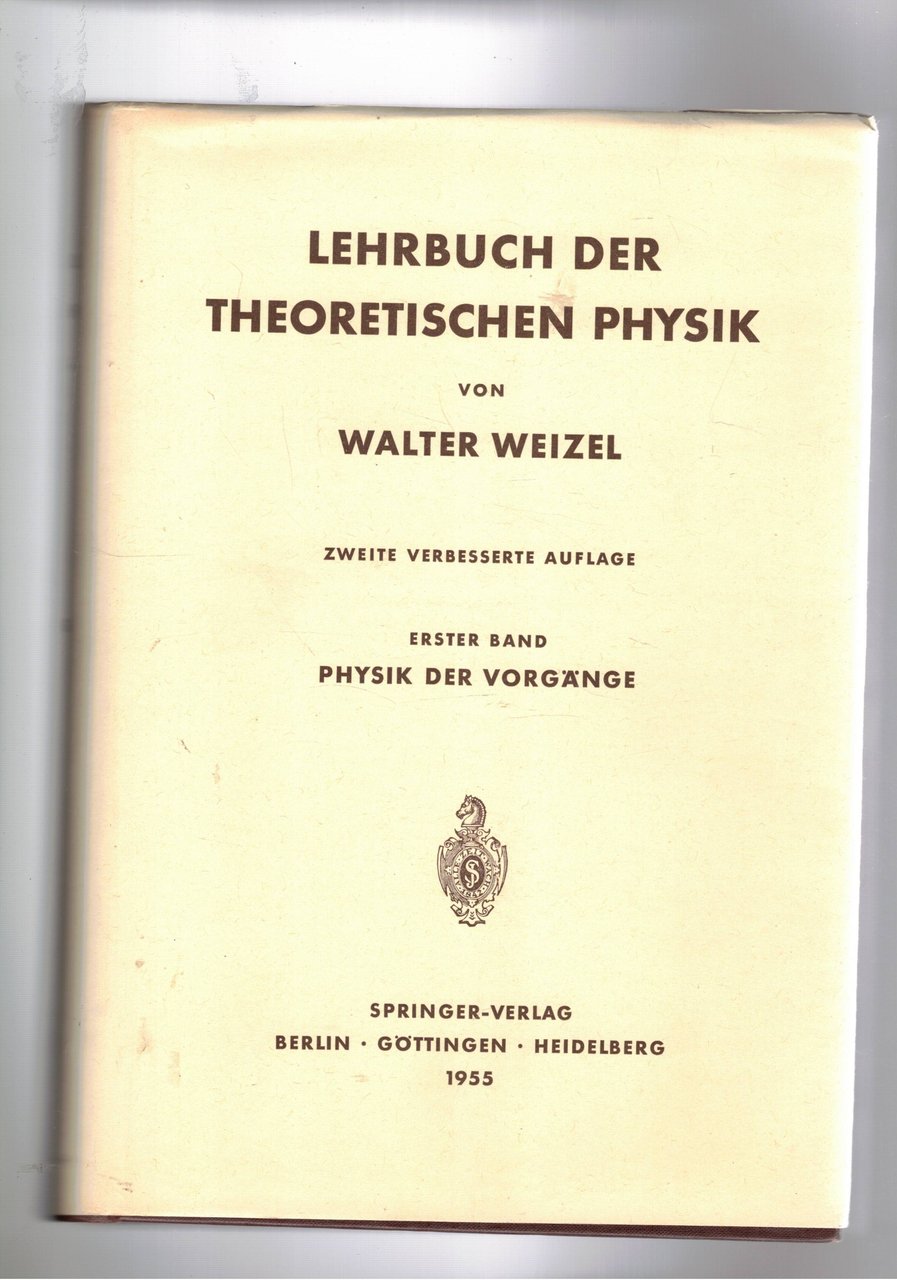 LEHRBUCH DER
THEORETISCHEN PHYSIK
VON
WALTER WEIZEL
ZWEITE VERBESSERTE AUFLAGE
ERSTER BAND
PHYSIK DER VORGÄNGE
SPRINGER-VERLAG
BERLIN · GÖTTINGEN · HEIDELBERG
1955